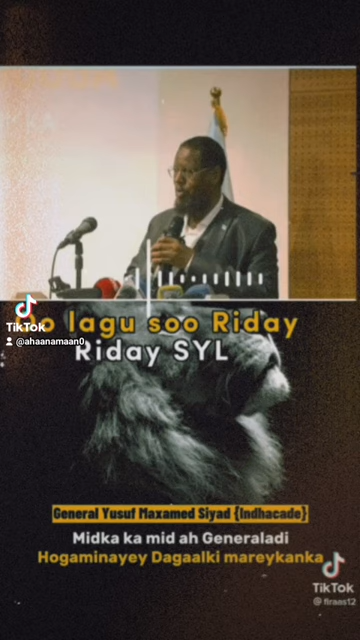 TikTok
@ahaanamaan0
oo lagu soo Riday
Riday SYL
General Yusuf Maxamed Siyad {Indhacade}
Midka ka mid ah Generaladi
Hogaminayey Dagaalki mareykanka
TikTok
@firaas12